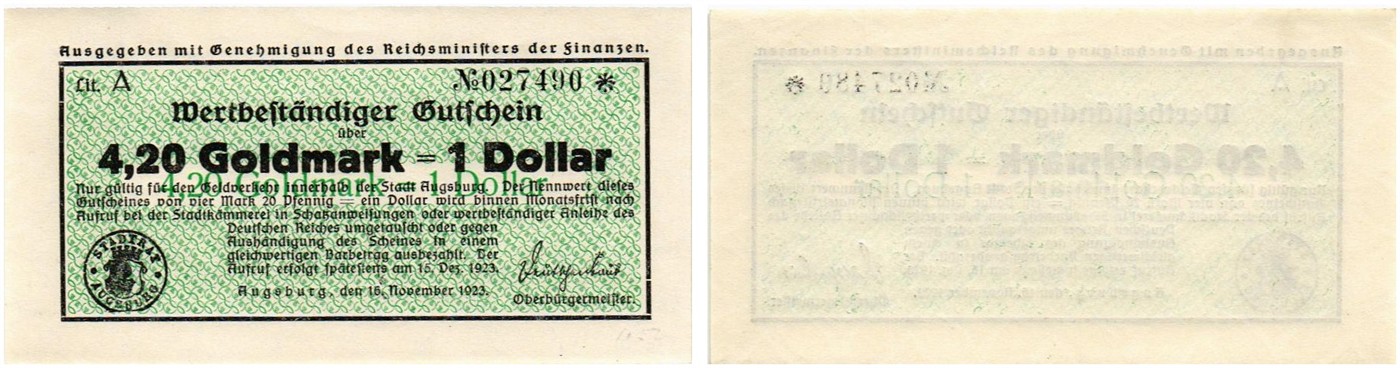 Ausgegeben mit Genehmigung des Reichsministers der Finanzen.
Lit. A №027490 *
Wertbeständiger Gutschein
über
4,20 Goldmark = 1 Dollar
4,20 Goldmark = 1 Dollar
Nur gültig für den Geldverkehr innerhalb der Stadt Augsburg. Der Nennwert dieses
Gutscheines von vier Mark 20 Pfennig = ein Dollar wird binnen Monatsfrist nach
Aufruf bei der Stadtkämmerei in Schatzanweisungen oder wertbeständiger Anleihe des
Deutschen Reiches umgetauscht oder gegen
Aushändigung des Scheines in einem
gleichwertigen Barbetrag ausbezahlt. Der
Aufruf erfolgt spätestens am 15. Dez. 1923.
Augsburg, den 16. November 1923.
Oberbürgermeister.
STADTRAT
AUGSBURG